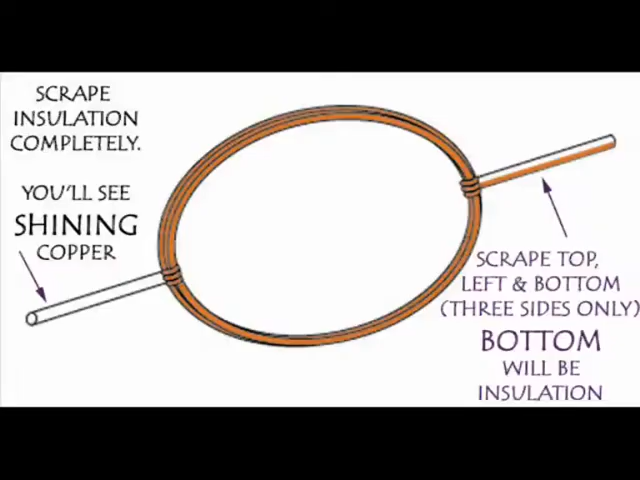 SCRAPE
INSULATION
COMPLETELY.
YOU'LL SEE
SHINING
COPPER
SCRAPE TOP,
LEFT & BOTTOM
(THREE SIDES ONLY)
BOTTOM
WILL BE
INSULATION